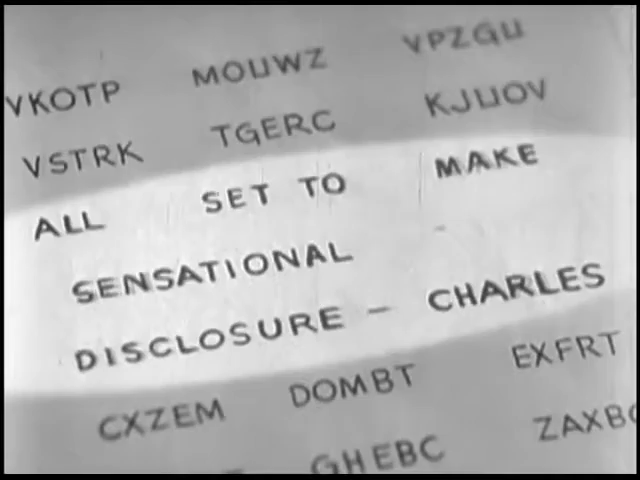 VKOTP MOUWZ VPZGU
VSTRK TGERC KJUOV
ALL SET TO MAKE
SENSATIONAL
DISCLOSURE - CHARLES
CXZEM DOMBT EXFRT
GHEBC